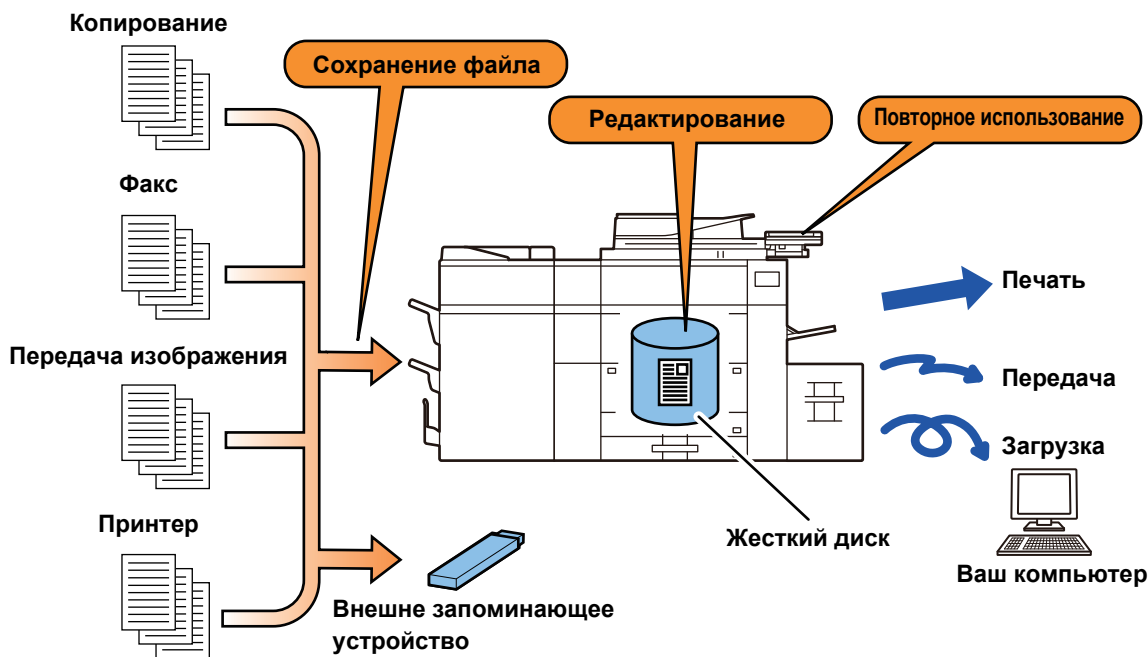 Копирование
Сохранение файла
Редактирование
Повторное использование
Факс
Печать
Передача изображения
Передача
Загрузка
Принтер
Жесткий диск
Ваш компьютер
Внешне запоминающее
устройство